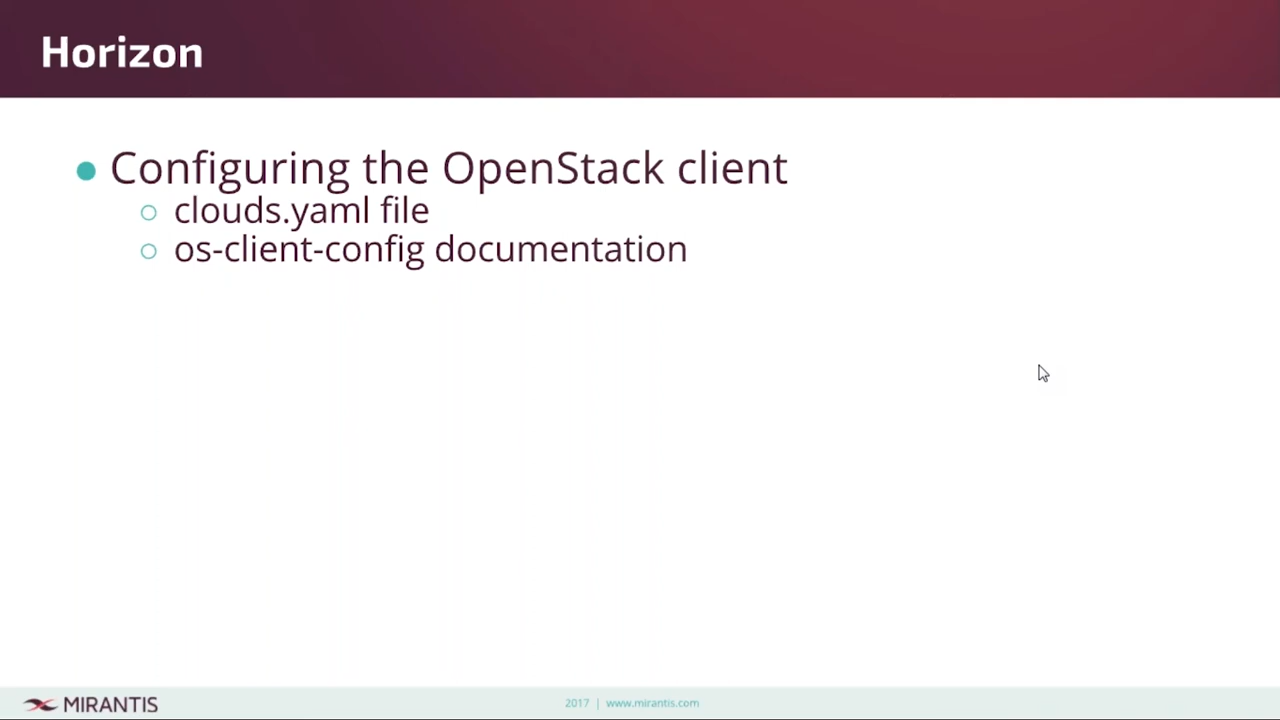 Horizon
Configuring the OpenStack client
clouds.yaml file
os-client-config documentation
MIRANTIS
2017 | www.mirantis.com